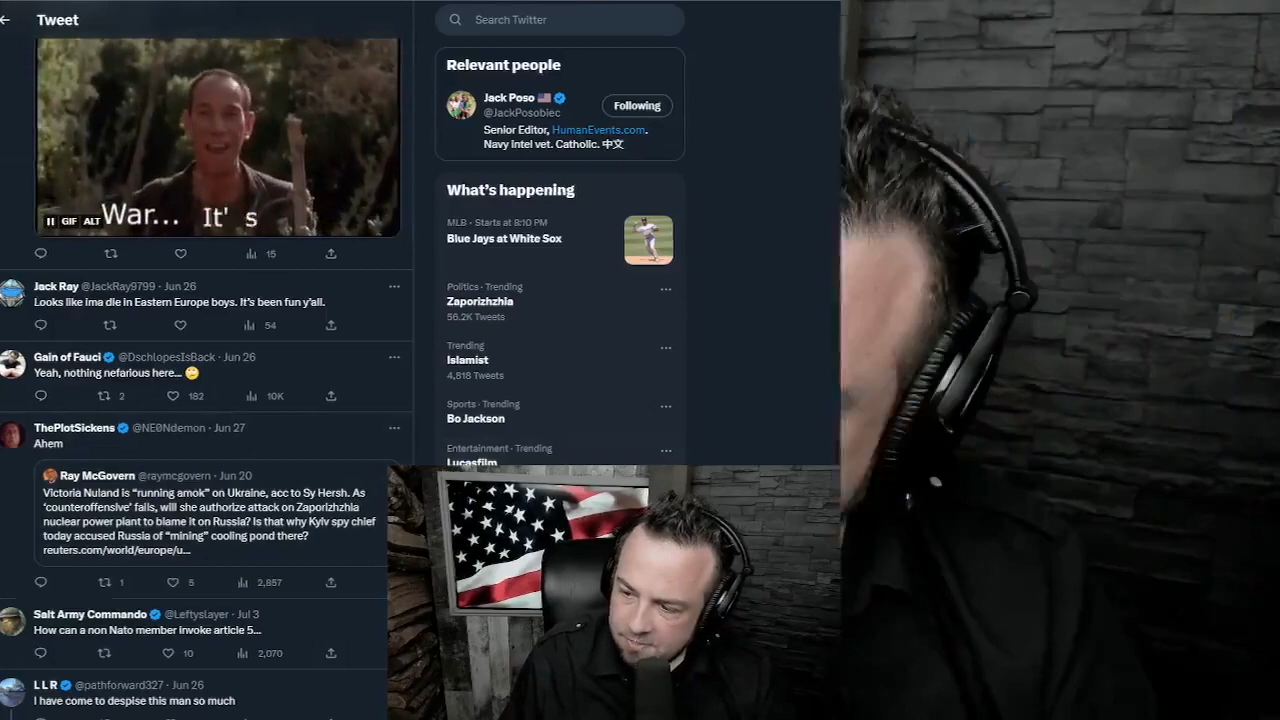 Tweet
War... It' s
GIF ALT
15
Jack Ray @JackRay9799 · Jun 26
Looks like ima die in Eastern Europe boys. It's been fun y'all.
54
Gain of Fauci @DschlopesIsBack · Jun 26
Yeah, nothing nefarious here...
2 182 10K
ThePlotSickens @NE0Ndemon · Jun 27
Ahem
Ray McGovern @raymcgovern · Jun 20
Victoria Nuland is “running amok” on Ukraine, acc to Sy Hersh. As
‘counteroffensive’ fails, will she authorize attack on Zaporizhzhia
nuclear power plant to blame it on Russia? Is that why Kyiv spy chief
today accused Russia of “mining” cooling pond there?
reuters.com/world/europe/u...
1 5 2,857
Salt Army Commando @Leftyslayer · Jul 3
How can a non Nato member invoke article 5...
10 2,070
LLR @pathforward327 · Jun 26
I have come to despise this man so much
Search Twitter
Relevant people
Jack Poso
@JackPosobiec
Following
Senior Editor, HumanEvents.com.
Navy intel vet. Catholic. 中文
What's happening
MLB · Starts at 8:10 PM
Blue Jays at White Sox
Politics · Trending
Zaporizhzhia
56.2K Tweets
Trending
Islamist
4,818 Tweets
Sports · Trending
Bo Jackson
Entertainment · Trending
Lucasfilm